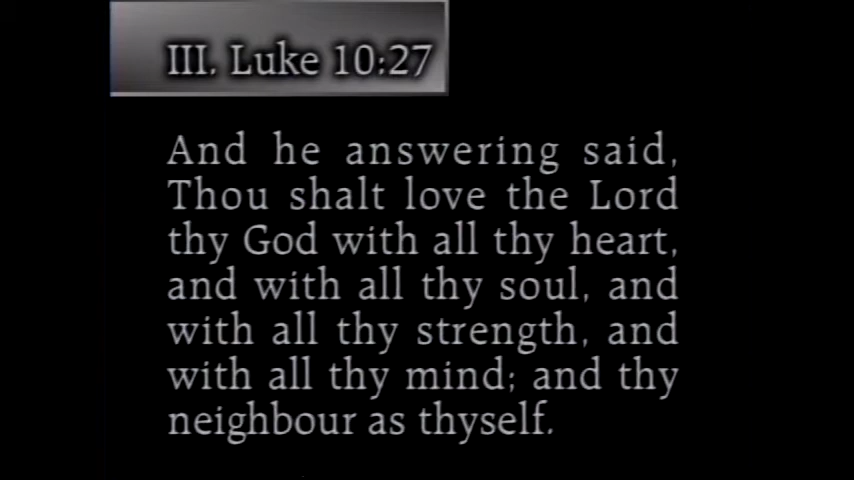 III. Luke 10:27
And he answering said,
Thou shalt love the Lord
thy God with all thy heart,
and with all thy soul, and
with all thy strength, and
with all thy mind; and thy
neighbour as thyself.